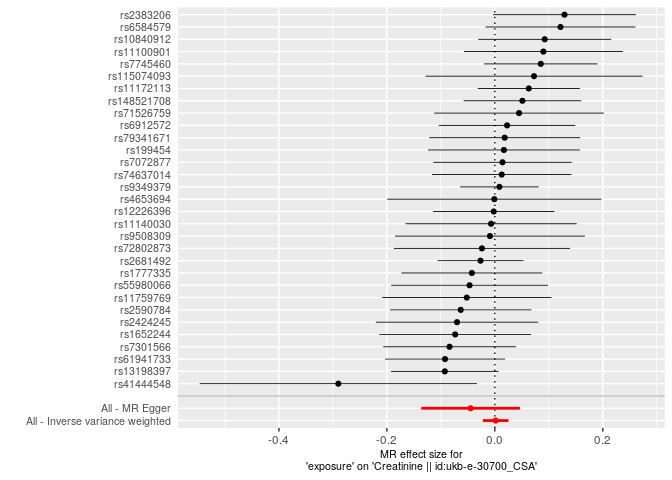 rs2383206
rs6584579
rs10840912
rs11100901
rs7745460
rs115074093
rs11172113
rs148521708
rs71526759
rs6912572
rs79341671
rs199454
rs7072877
rs74637014
rs9349379
rs4653694
rs12226396
rs11140030
rs9508309
rs72802873
rs2681492
rs1777335
rs55980066
rs11759769
rs2590784
rs2424245
rs1652244
rs7301566
rs61941733
rs13198397
rs41444548
All - MR Egger
All - Inverse variance weighted
-0.4 -0.2 0.0 0.2
MR effect size for
'exposure' on 'Creatinine || id:ukb-e-30700_CSA'